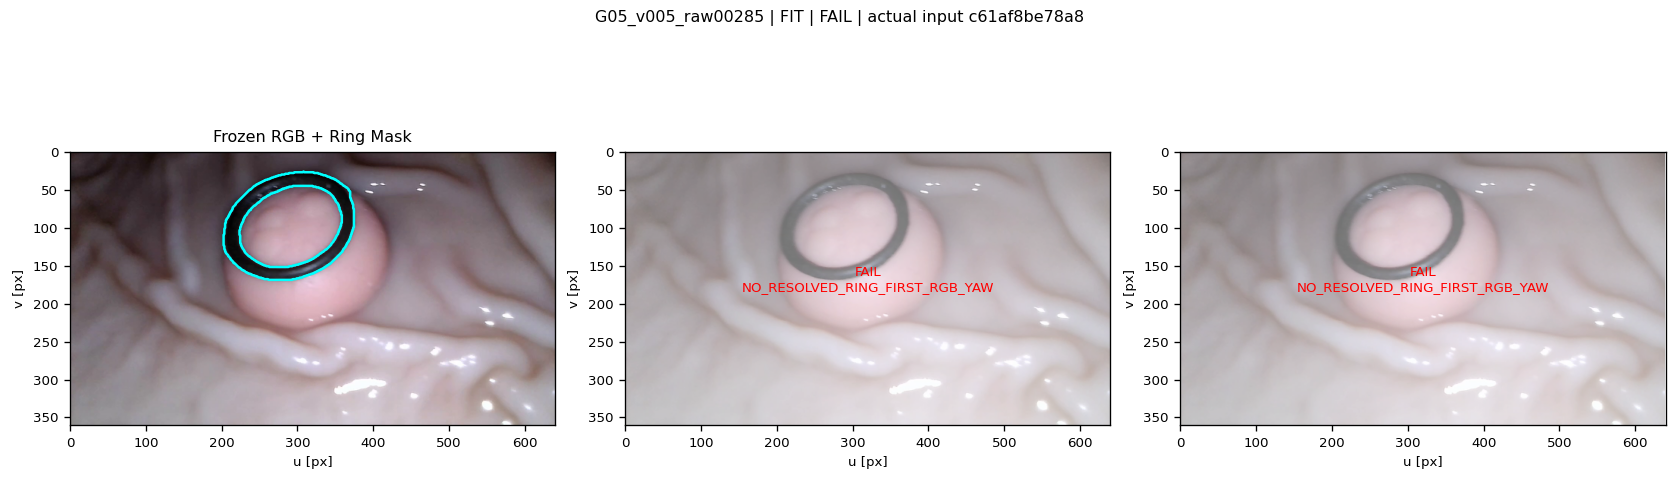 G05_v005_raw00285 | FIT | FAIL | actual input c61af8be78a8
Frozen RGB + Ring Mask
0
50
100
150
200
250
300
350
v [px]
0 100 200 300 400 500 600
u [px]
0
50
100
150
200
250
300
350
v [px]
FAIL
NO_RESOLVED_RING_FIRST_RGB_YAW
0 100 200 300 400 500 600
u [px]
0
50
100
150
200
250
300
350
v [px]
FAIL
NO_RESOLVED_RING_FIRST_RGB_YAW
0 100 200 300 400 500 600
u [px]